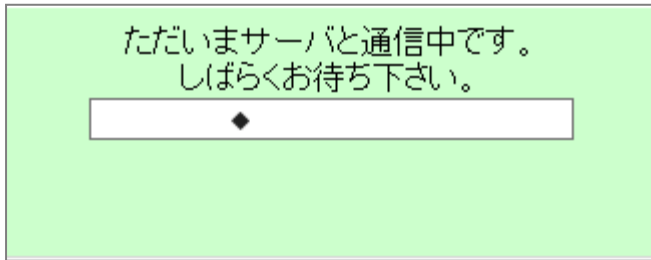 ただいまサーバと通信中です。
しばらくお待ち下さい。
◆